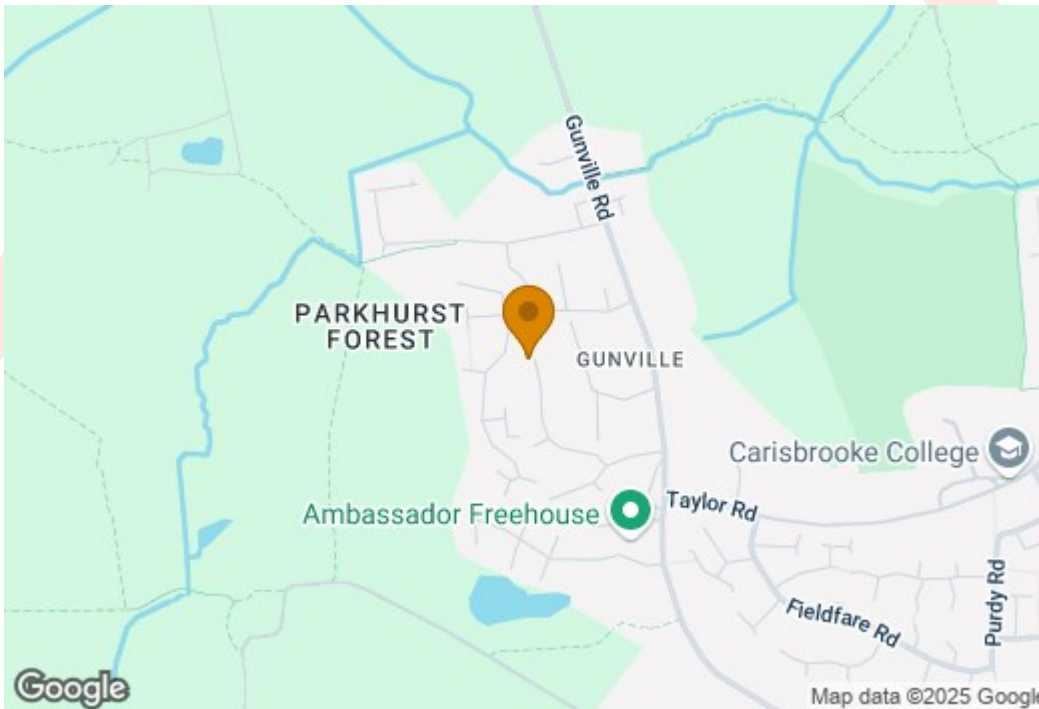 Gunville Rd
PARKHURST
FOREST
GUNVILLE
Carisbrooke College
Ambassador Freehouse
Taylor Rd
Fieldfare Rd
Purdy Rd
Google
Map data ©2025 Google